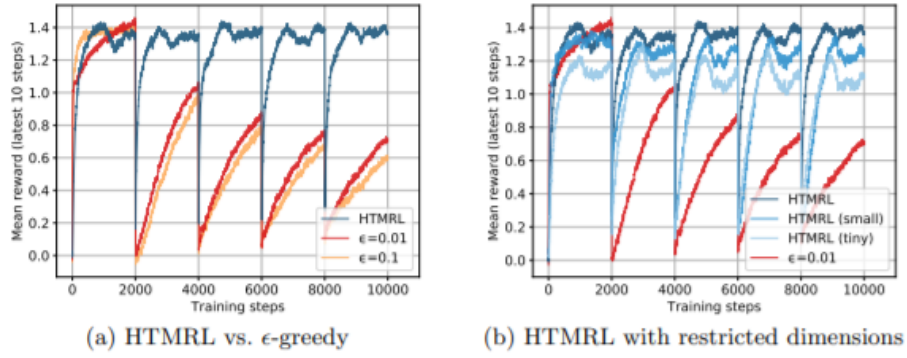 Mean reward (latest 10 steps)
1.4
1.2
1.0
0.8
0.6
0.4
0.2
0.0
HTMRL
ϵ=0.01
ϵ=0.1
0 2000 4000 6000 8000 10000
Training steps
(a) HTMRL vs. ϵ-greedy
Mean reward (latest 10 steps)
1.4
1.2
1.0
0.8
0.6
0.4
0.2
0.0
HTMRL
HTMRL (small)
HTMRL (tiny)
ϵ=0.01
0 2000 4000 6000 8000 10000
Training steps
(b) HTMRL with restricted dimensions